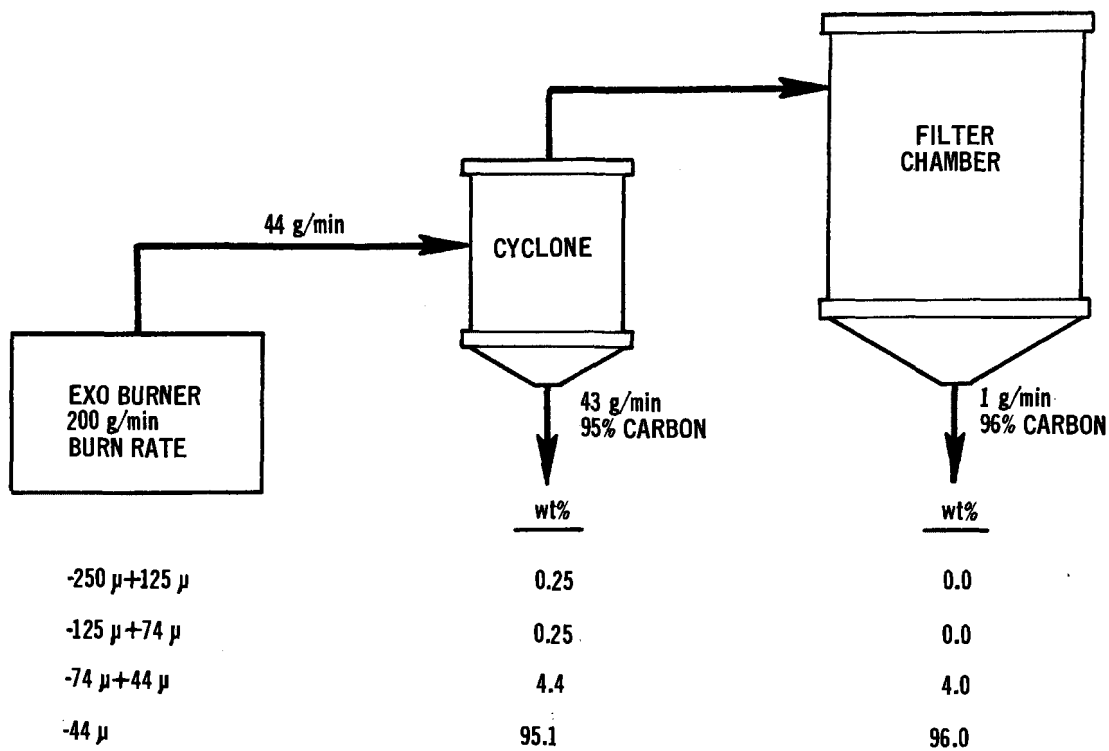 FILTER
CHAMBER
44 g/min
CYCLONE
EXO BURNER
200 g/min
BURN RATE
43 g/min
95% CARBON
1 g/min
96% CARBON
wt% wt%
-250 μ+125 μ 0.25 0.0
-125 μ+74 μ 0.25 0.0
-74 μ+44 μ 4.4 4.0
-44 μ 95.1 96.0